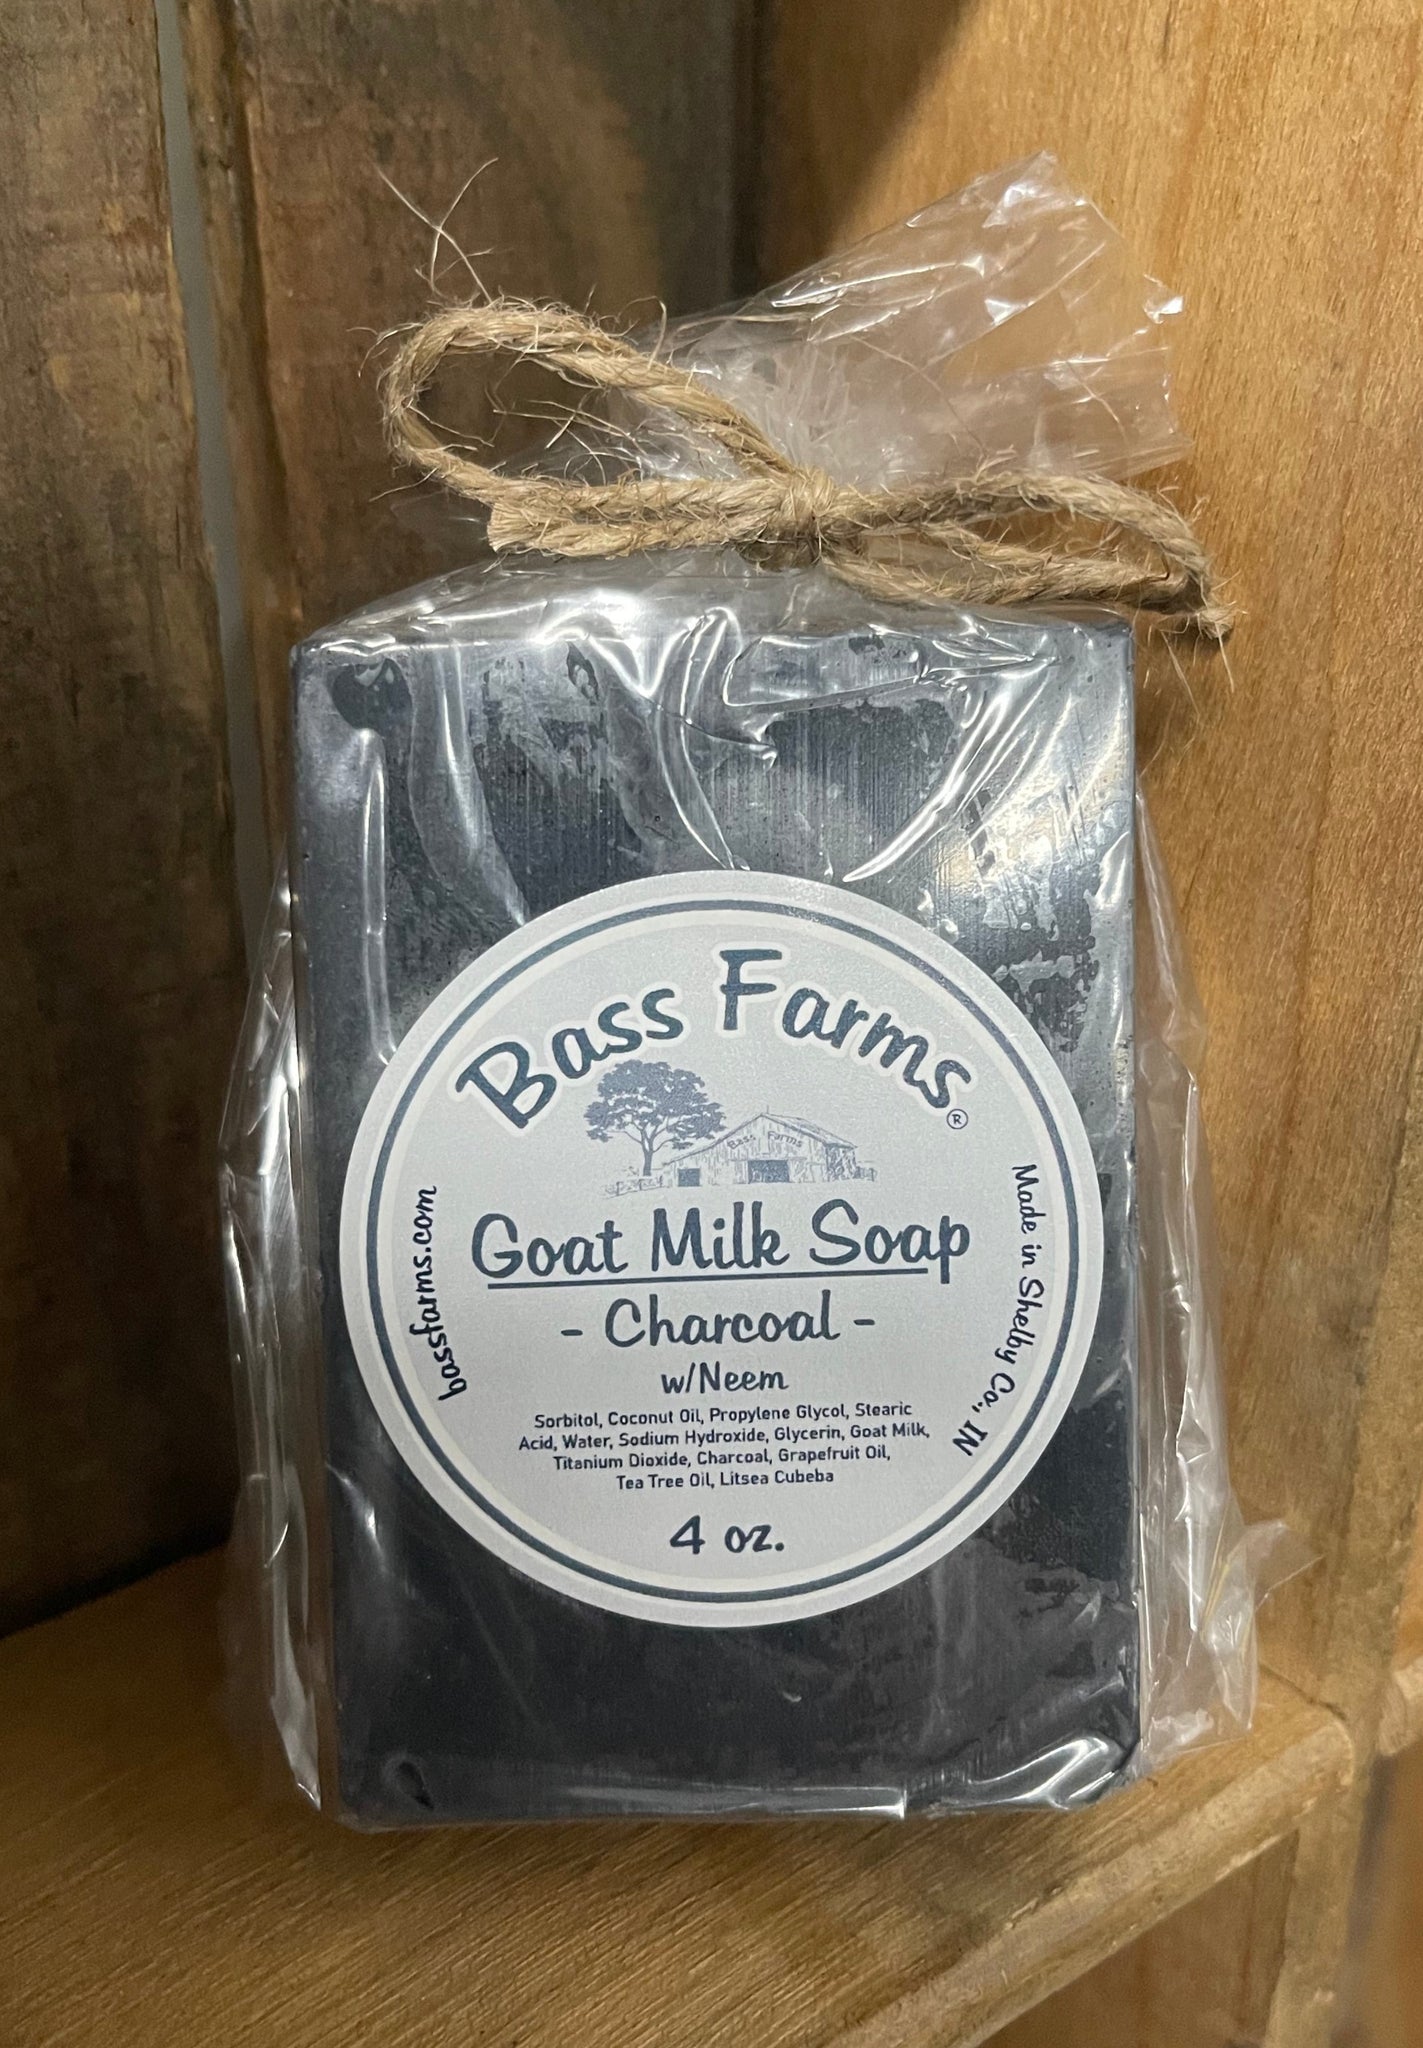 Bass Farms®
Bass Farms
bassfarms.com
Made in Shelby Co., IN
Goat Milk Soap
- Charcoal -
w/Neem
Sorbitol, Coconut Oil, Propylene Glycol, Stearic
Acid, Water, Sodium Hydroxide, Glycerin, Goat Milk,
Titanium Dioxide, Charcoal, Grapefruit Oil,
Tea Tree Oil, Litsea Cubeba
4 oz.